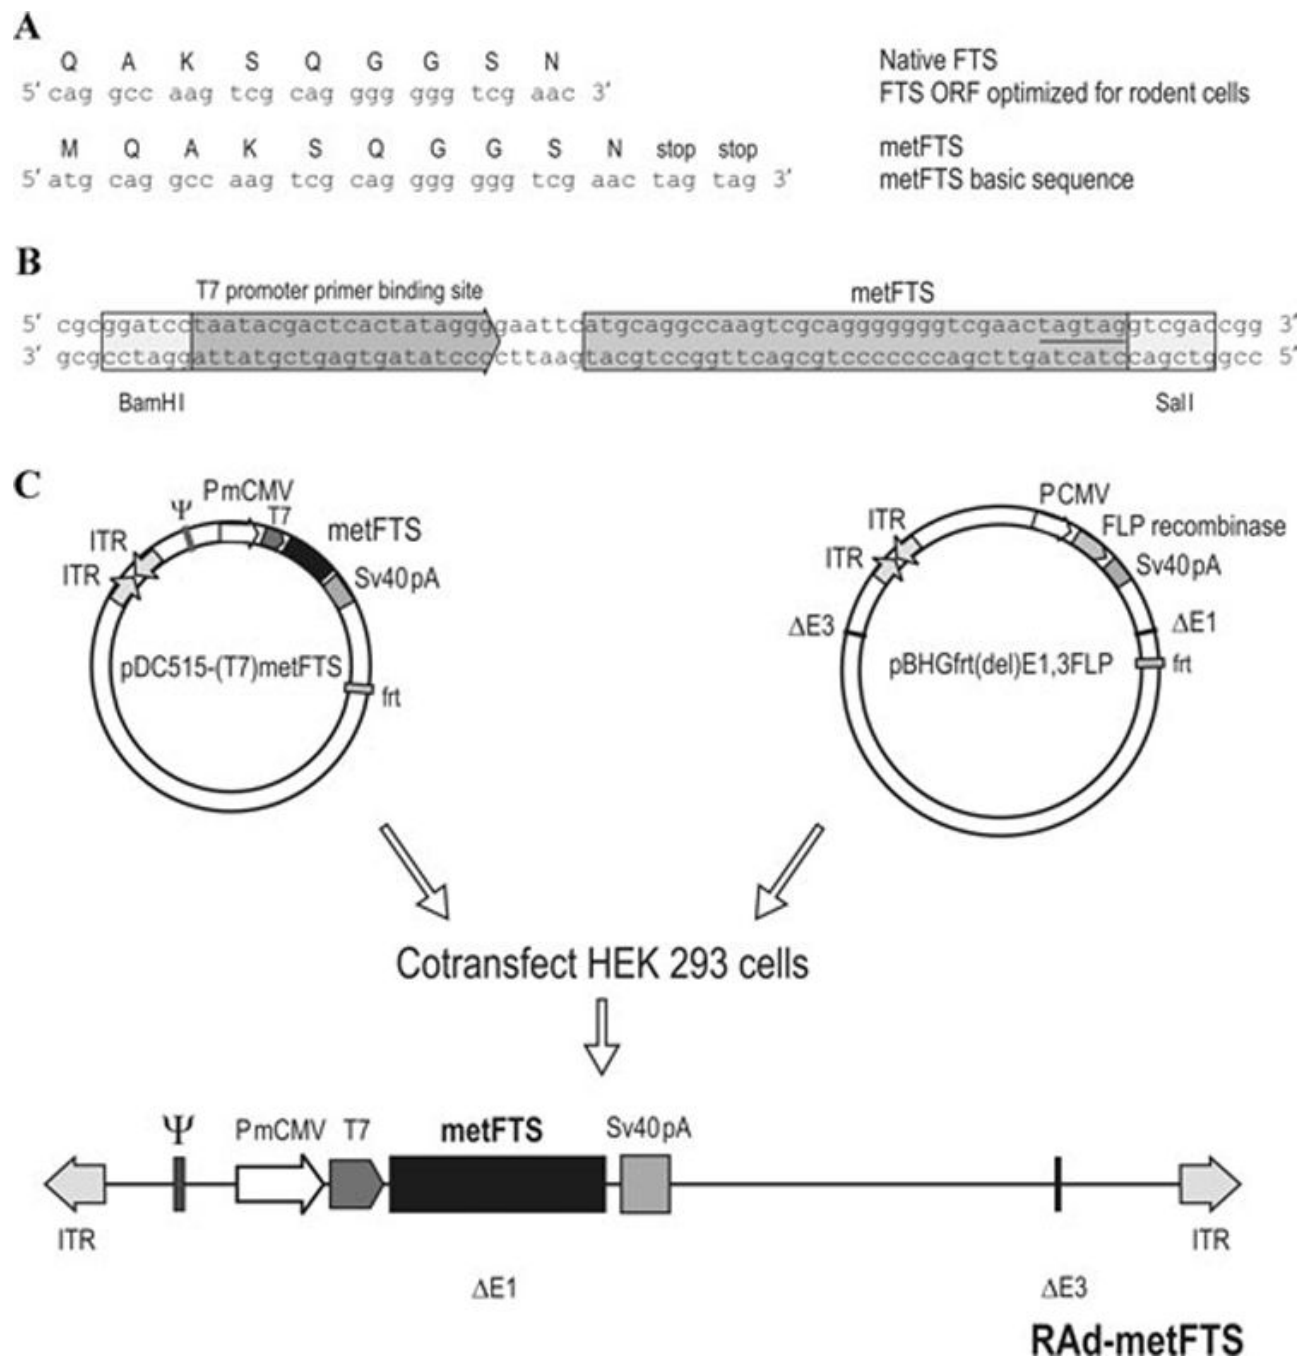 A
Q A K S Q G G S N Native FTS
5' cag gcc aag tcg cag ggg ggg tcg aac 3' FTS ORF optimized for rodent cells
M Q A K S Q G G S N stop stop metFTS
5' atg cag gcc aag tcg cag ggg ggg tcg aac tag tag 3' metFTS basic sequence
B
T7 promoter primer binding site metFTS
5' cgcggatcctaatacgactcactataggggaattcatgcaggccaagtcgcagggggggtcgaactagtaggtcgaccgg 3'
3' gcgcctaggattatgctgagtgatatccccttaagtacgtccggttcagcgtccccccccagcttgatcatccagctggcc 5'
BamHI SalI
C
PmCMV
Ψ
T7
metFTS
ITR
ITR
Sv40pA
pDC515-(T7)metFTS
frt
PCMV
ITR
FLP recombinase
ITR
Sv40pA
ΔE3
ΔE1
pBHGfrt(del)E1,3FLP
frt
Cotransfect HEK 293 cells
Ψ PmCMV T7 metFTS Sv40pA
ITR ITR
ΔE1 ΔE3
RAd-metFTS